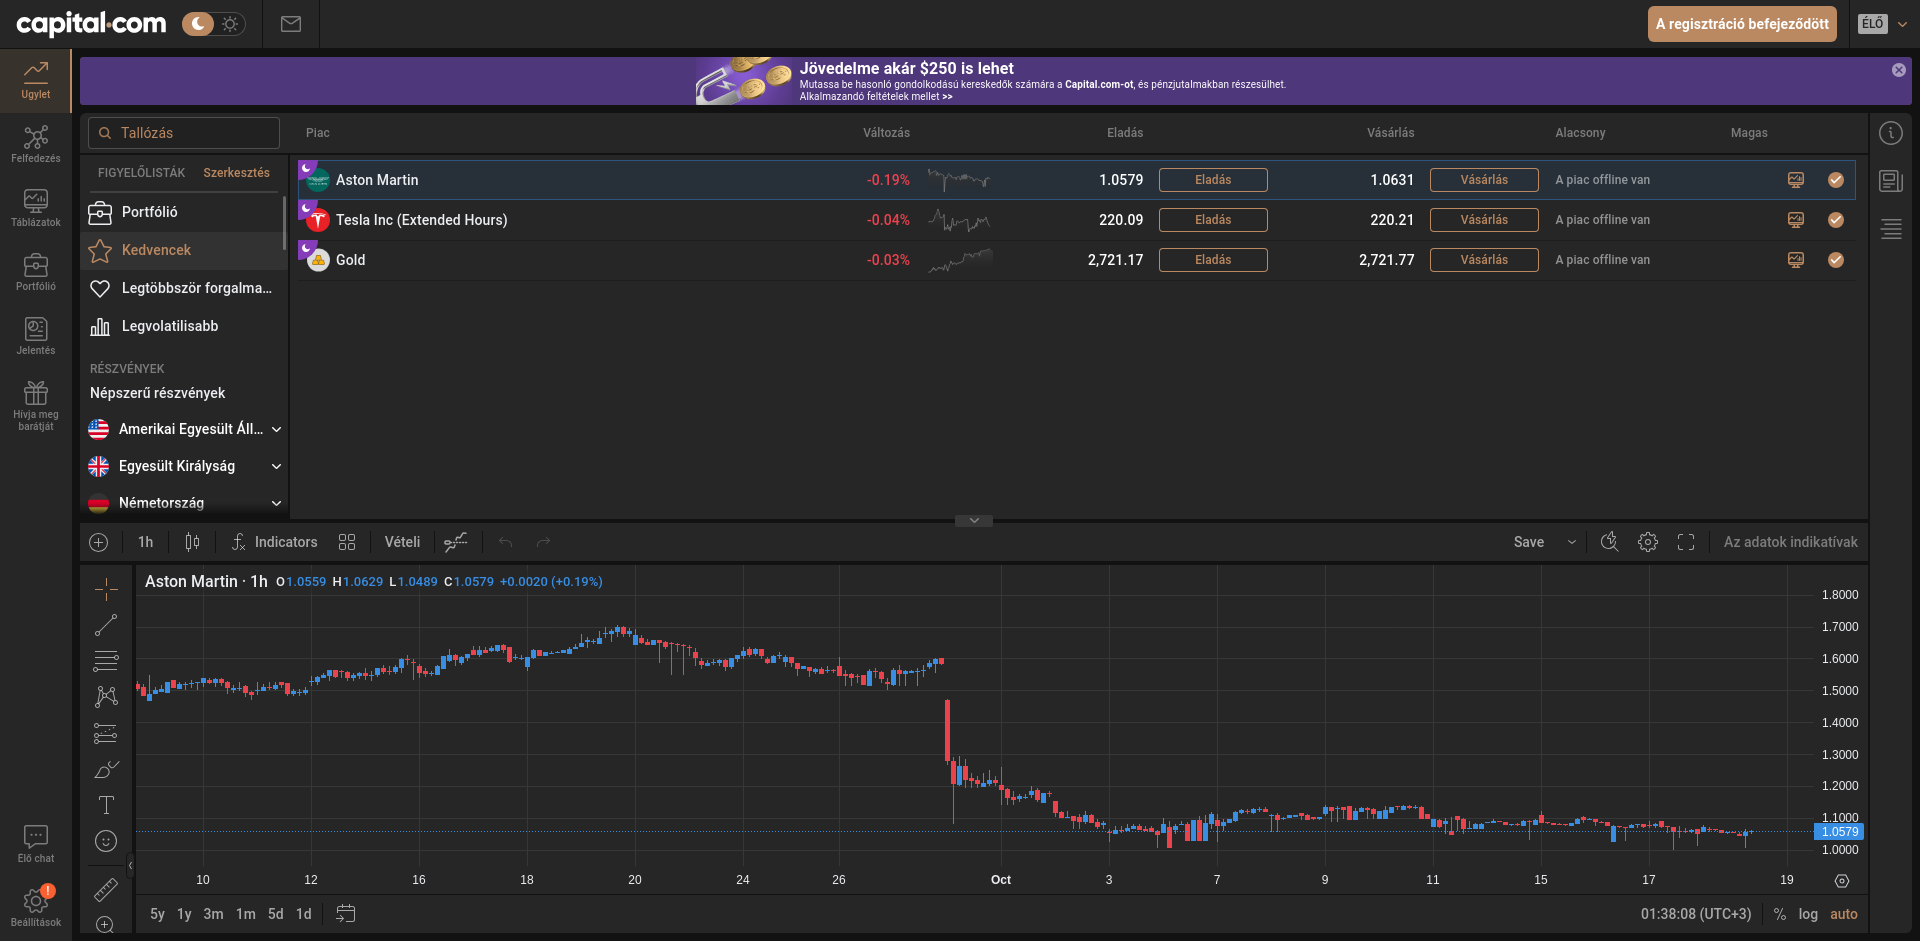 capital.com
A regisztráció befejeződött
ÉLŐ
Ügylet
Felfedezés
Táblázatok
Portfólió
Jelentés
Hívja meg
barátját
Élő chat
Beállítások
Jövedelme akár $250 is lehet
Mutassa be hasonló gondolkodású kereskedők számára a Capital.com-ot, és pénzjutalmakban részesülhet.
Alkalmazandó feltételek mellet >>
Tallózás
Piac Változás Eladás Vásárlás Alacsony Magas
FIGYELŐLISTÁK Szerkesztés
Portfólió
Kedvencek
Legtöbbször forgalma...
Legvolatilisabb
RÉSZVÉNYEK
Népszerű részvények
Amerikai Egyesült Áll...
Egyesült Királyság
Németország
Aston Martin -0.19% 1.0579 Eladás 1.0631 Vásárlás A piac offline van
Tesla Inc (Extended Hours) -0.04% 220.09 Eladás 220.21 Vásárlás A piac offline van
Gold -0.03% 2,721.17 Eladás 2,721.77 Vásárlás A piac offline van
1h Indicators Vételi Save Az adatok indikatívak
Aston Martin · 1h O1.0559 H1.0629 L1.0489 C1.0579 +0.0020 (+0.19%)
1.8000
1.7000
1.6000
1.5000
1.4000
1.3000
1.2000
1.1000
1.0579
1.0000
10 12 16 18 20 24 26 Oct 3 7 9 11 15 17 19
5y 1y 3m 1m 5d 1d 01:38:08 (UTC+3) % log auto